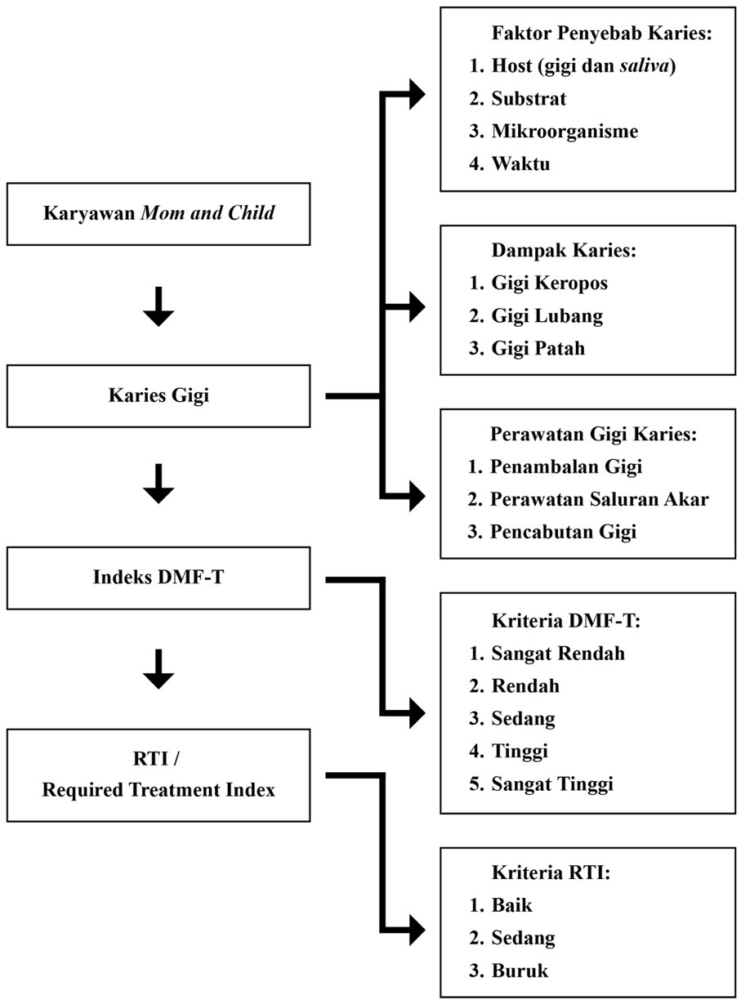 Karyawan Mom and Child
Karies Gigi
Indeks DMF-T
RTI /
Required Treatment Index
Faktor Penyebab Karies:
1. Host (gigi dan saliva)
2. Substrat
3. Mikroorganisme
4. Waktu
Dampak Karies:
1. Gigi Keropos
2. Gigi Lubang
3. Gigi Patah
Perawatan Gigi Karies:
1. Penambalan Gigi
2. Perawatan Saluran Akar
3. Pencabutan Gigi
Kriteria DMF-T:
1. Sangat Rendah
2. Rendah
3. Sedang
4. Tinggi
5. Sangat Tinggi
Kriteria RTI:
1. Baik
2. Sedang
3. Buruk